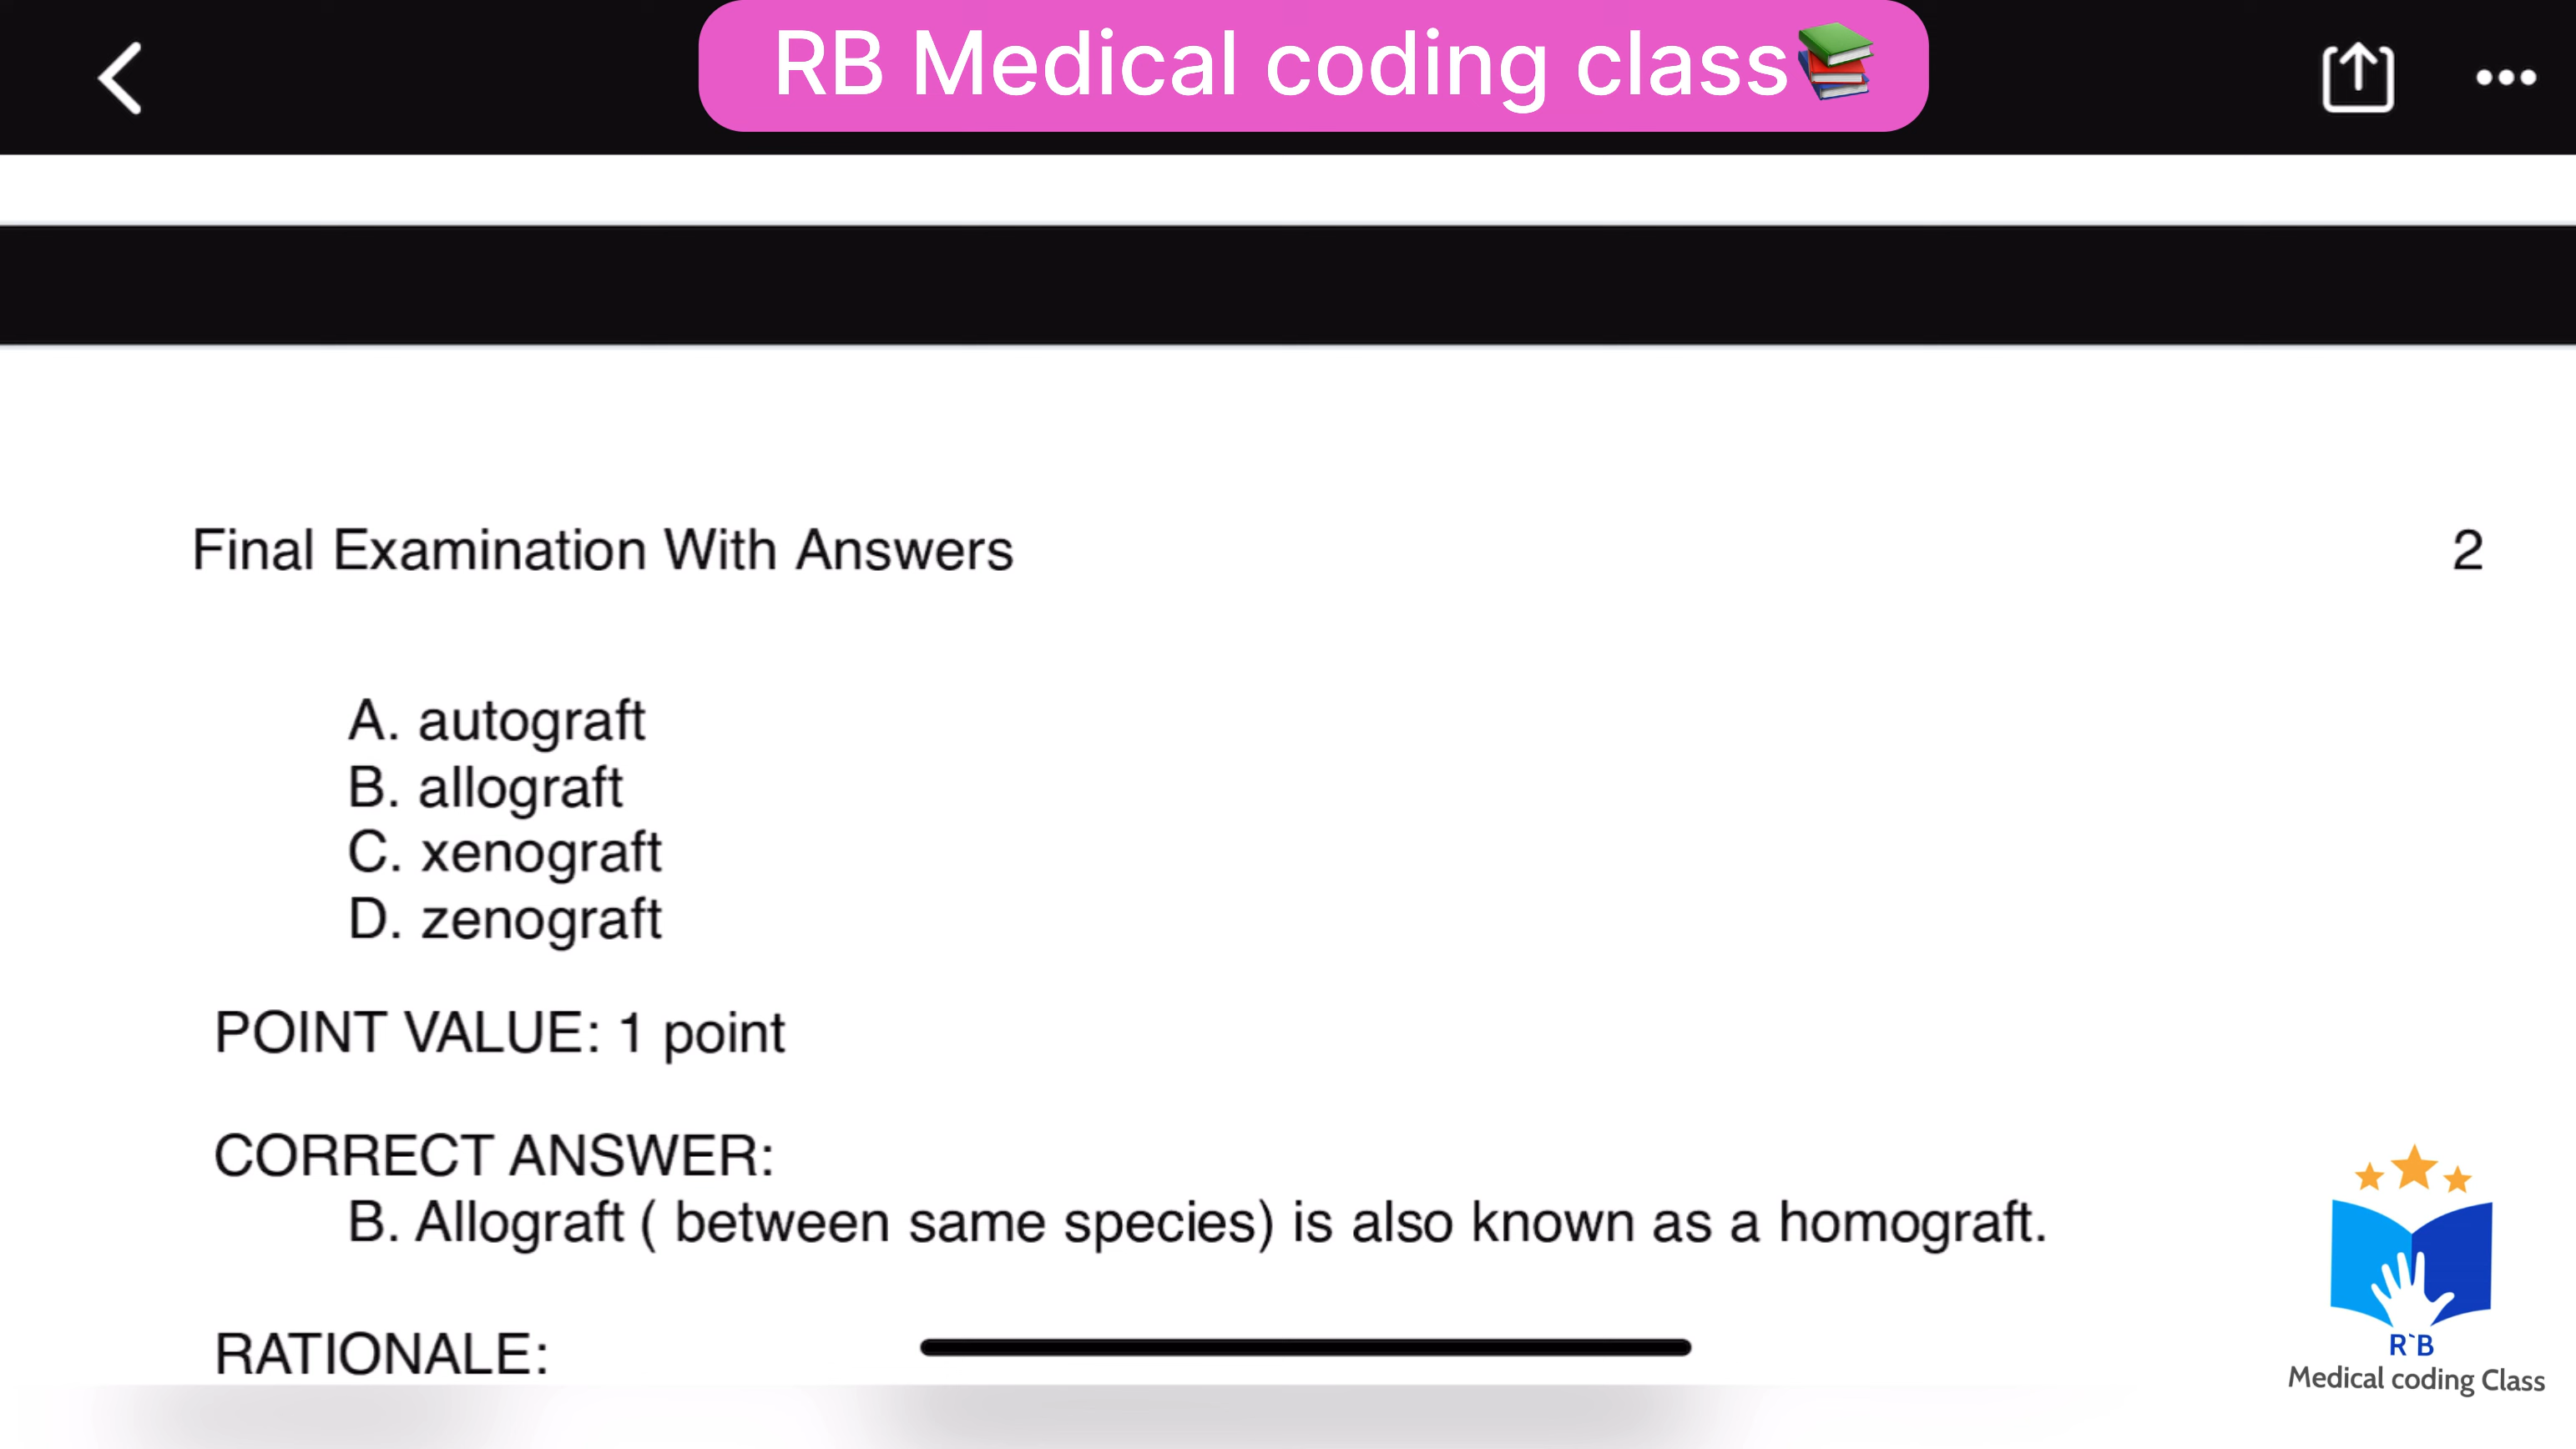 RB Medical coding class📚
Final Examination With Answers 2
A. autograft
B. allograft
C. xenograft
D. zenograft
POINT VALUE: 1 point
CORRECT ANSWER:
B. Allograft ( between same species) is also known as a homograft.
RATIONALE:
R`B
Medical coding Class